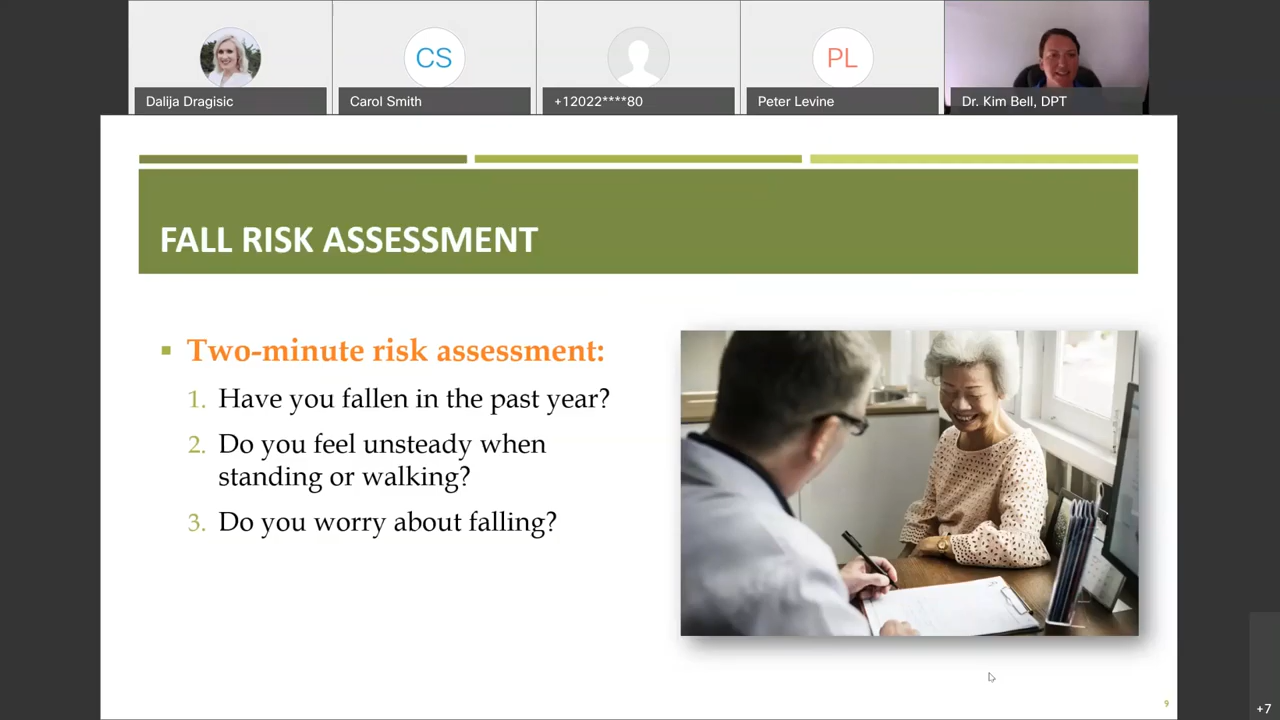 CS
PL
Dalija Dragisic
Carol Smith
+12022****80
Peter Levine
Dr. Kim Bell, DPT
FALL RISK ASSESSMENT
▪ Two-minute risk assessment:
1. Have you fallen in the past year?
2. Do you feel unsteady when
standing or walking?
3. Do you worry about falling?
9
+7